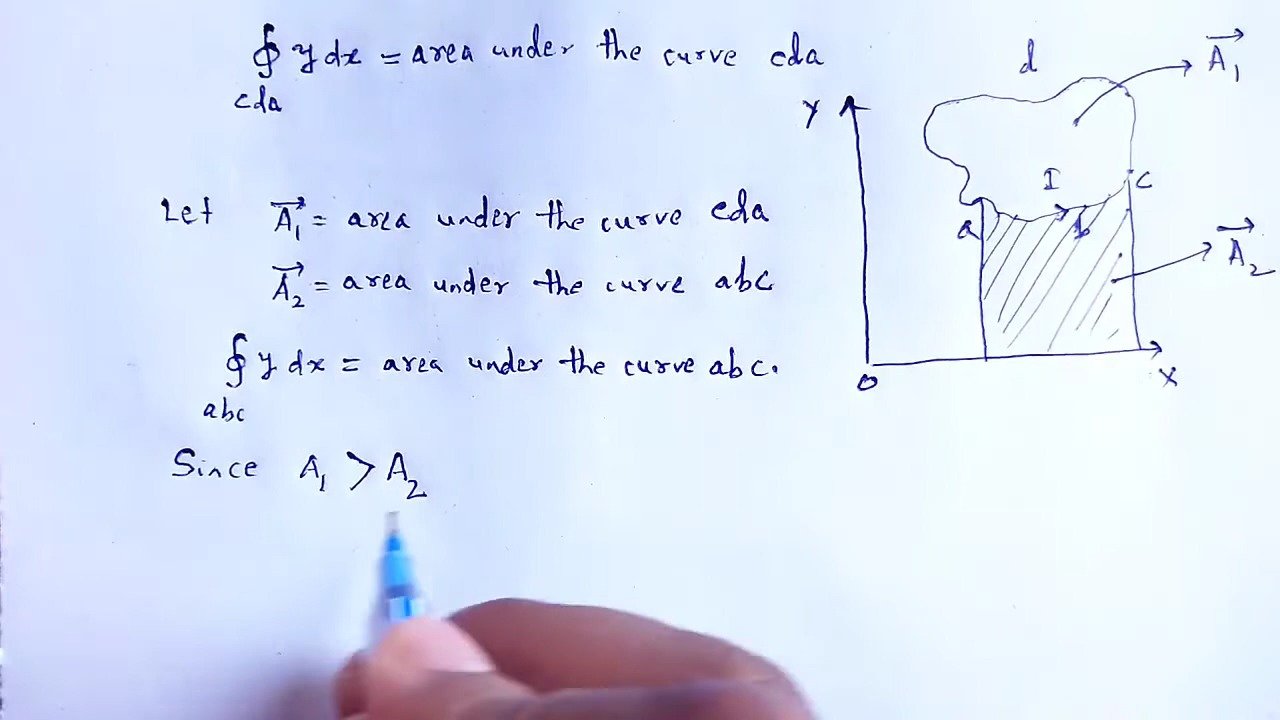 ∮ y dx = area under the curve cda
cda
Let A₁⃗ = area under the curve cda
A₂⃗ = area under the curve abc
∮ y dx = area under the curve abc.
abc
Since A₁ > A₂
d
A₁⃗
Y
I
c
a
b
A₂⃗
O
X